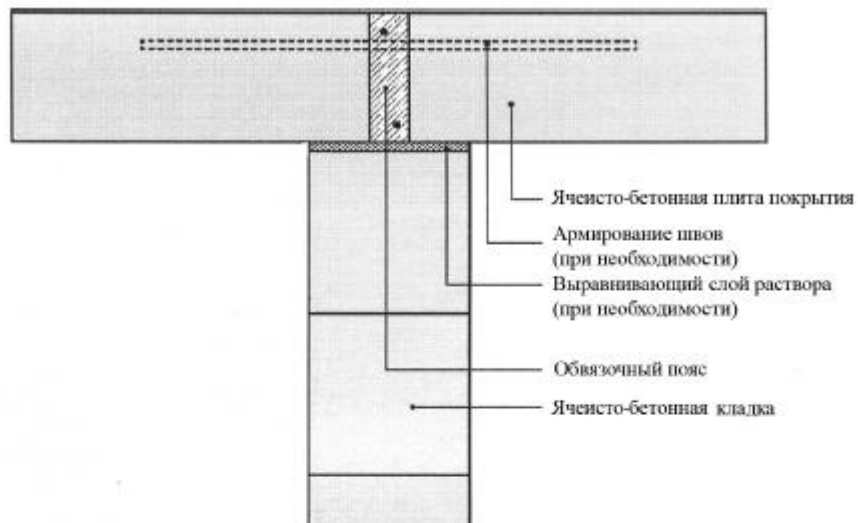 Ячеисто-бетонная плита покрытия
Армирование швов
(при необходимости)
Выравнивающий слой раствора
(при необходимости)
Обвязочный пояс
Ячеисто-бетонная кладка